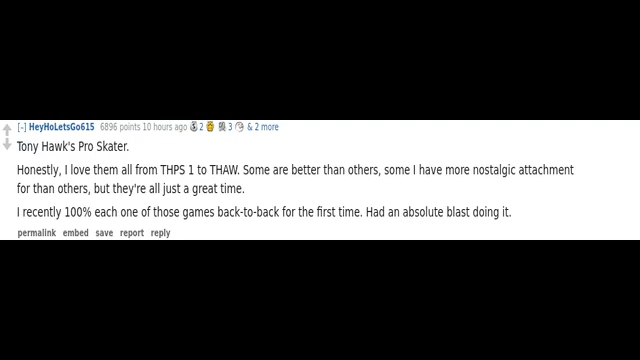 [–] HeyHoLetsGo615 6896 points 10 hours ago 2 3 & 2 more
Tony Hawk's Pro Skater.
Honestly, I love them all from THPS 1 to THAW. Some are better than others, some I have more nostalgic attachment
for than others, but they're all just a great time.
I recently 100% each one of those games back-to-back for the first time. Had an absolute blast doing it.
permalink embed save report reply